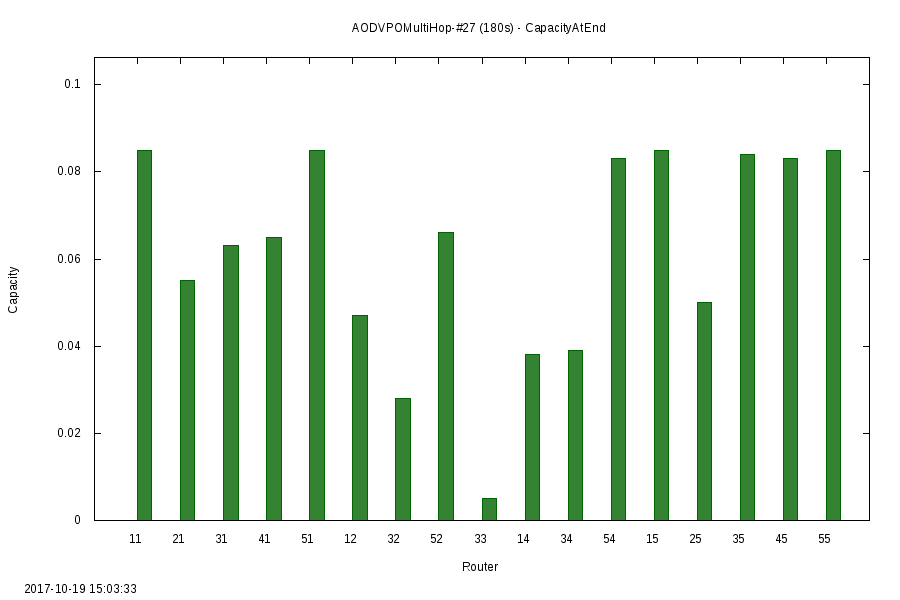 AODVPOMultiHop-#27 (180s) - CapacityAtEnd
0.1
0.08
0.06
0.04
0.02
0
Capacity
11 21 31 41 51 12 32 52 33 14 34 54 15 25 35 45 55
Router
2017-10-19 15:03:33